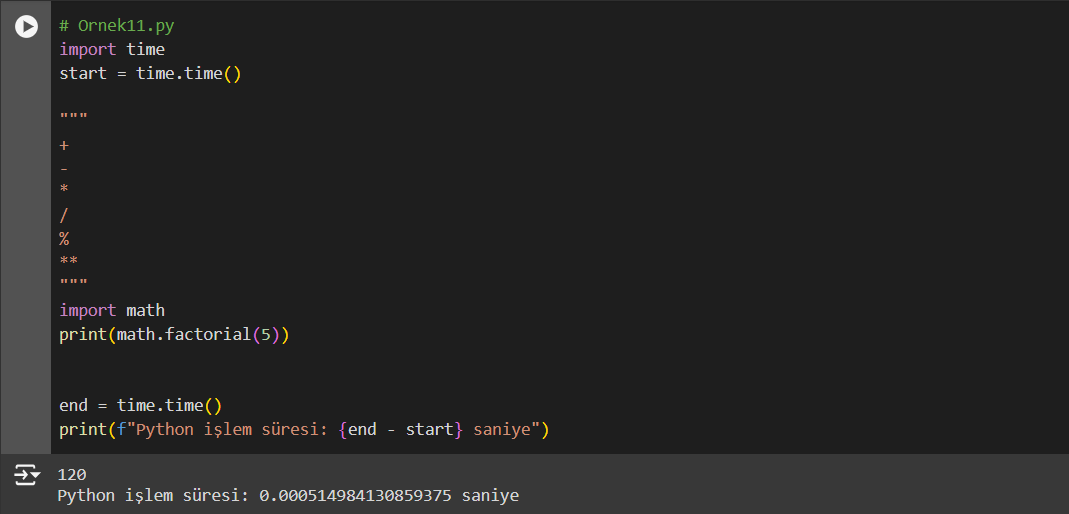 # Ornek11.py
import time
start = time.time()
"""
+
-
*
/
%
**
"""
import math
print(math.factorial(5))
end = time.time()
print(f"Python işlem süresi: {end - start} saniye")
120
Python işlem süresi: 0.000514984130859375 saniye